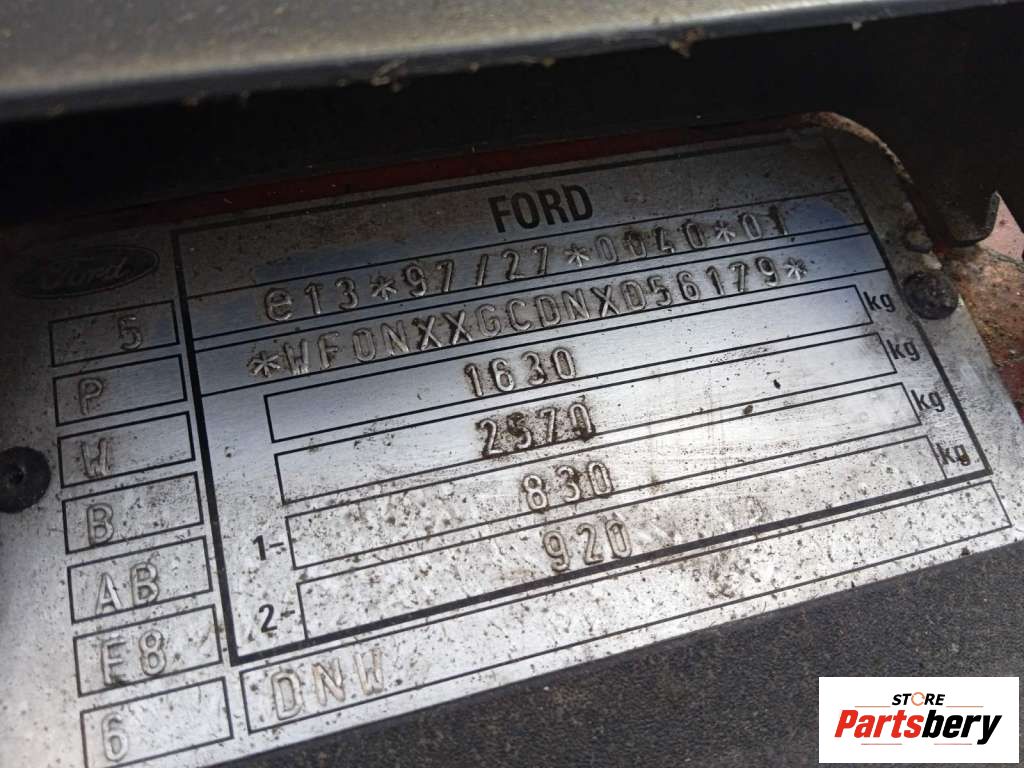 FORD
Ford
e13*97/27*0040*01
*WF0NXXGCDNXD56179*
1630 kg
2570 kg
1- 830 kg
2- 920 kg
5
P
W
B
AB
F8
6
DNW
STORE
Partsbery